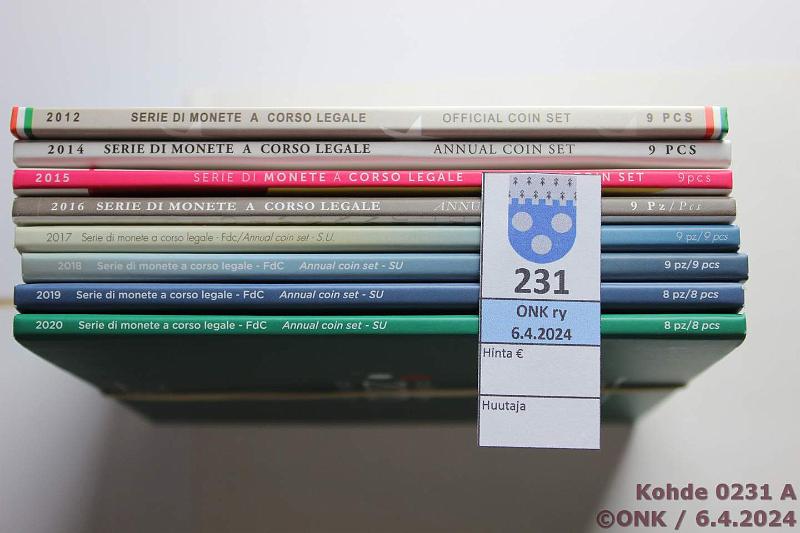 2012 SERIE DI MONETE A CORSO LEGALE OFFICIAL COIN SET 9 PCS
2014 SERIE DI MONETE A CORSO LEGALE ANNUAL COIN SET 9 PCS
2015 SERIE DI MONETE A CORSO LEGALE COIN SET 9pcs
2016 SERIE DI MONETE A CORSO LEGALE 9 Pz/Pcs
2017 Serie di monete a corso legale - Fdc/Annual coin set - S.U. 9 pz/9 pcs
2018 Serie di monete a corso legale - FdC Annual coin set - SU 9 pz/9 pcs
2019 Serie di monete a corso legale - FdC Annual coin set - SU 8 pz/8 pcs
2020 Serie di monete a corso legale - FdC Annual coin set - SU 8 pz/8 pcs
231
ONK ry
6.4.2024
Hinta €
Huutaja
Kohde 0231 A
©ONK / 6.4.2024